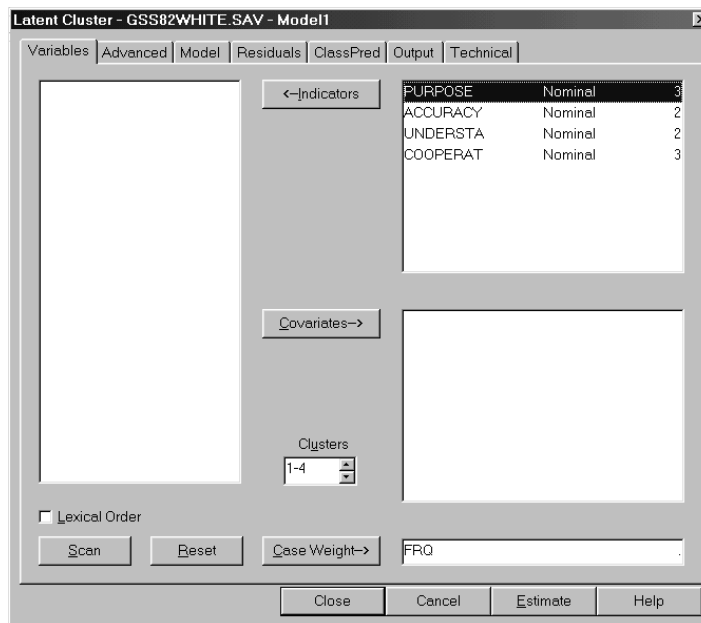 Latent Cluster - GSS82WHITE.SAV - Model1
Variables Advanced Model Residuals ClassPred Output Technical
<--Indicators
PURPOSE Nominal 3
ACCURACY Nominal 2
UNDERSTA Nominal 2
COOPERAT Nominal 3
Covariates-->
Clusters
1-4
Lexical Order
Scan Reset Case Weight--> FRQ .
Close Cancel Estimate Help